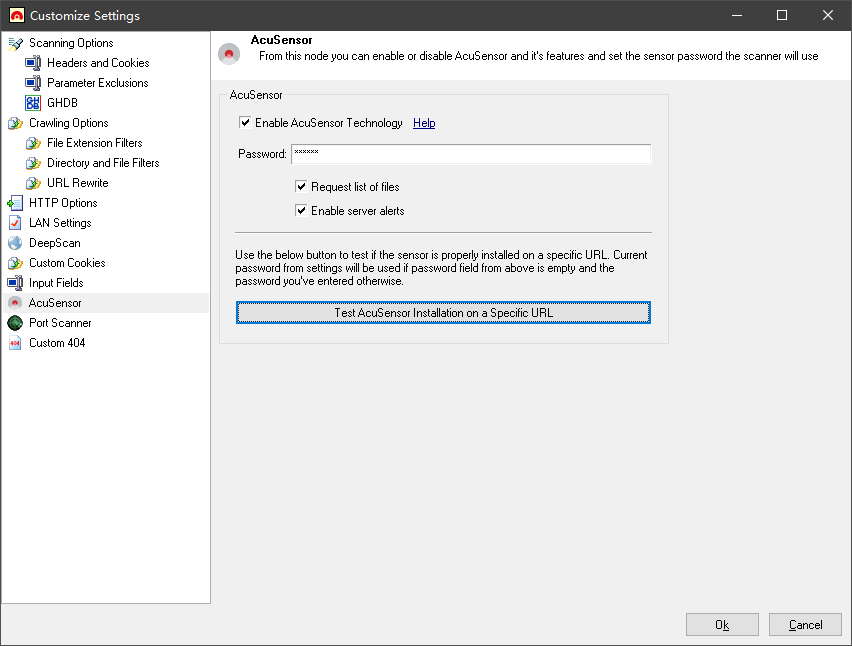 Customize Settings
Scanning Options
Headers and Cookies
Parameter Exclusions
GHDB
Crawling Options
File Extension Filters
Directory and File Filters
URL Rewrite
HTTP Options
LAN Settings
DeepScan
Custom Cookies
Input Fields
AcuSensor
Port Scanner
Custom 404
AcuSensor
From this node you can enable or disable AcuSensor and it's features and set the sensor password the scanner will use
AcuSensor
Enable AcuSensor Technology Help
Password: ******
Request list of files
Enable server alerts
Use the below button to test if the sensor is properly installed on a specific URL. Current
password from settings will be used if password field from above is empty and the
password you've entered otherwise.
Test AcuSensor Installation on a Specific URL
Ok Cancel